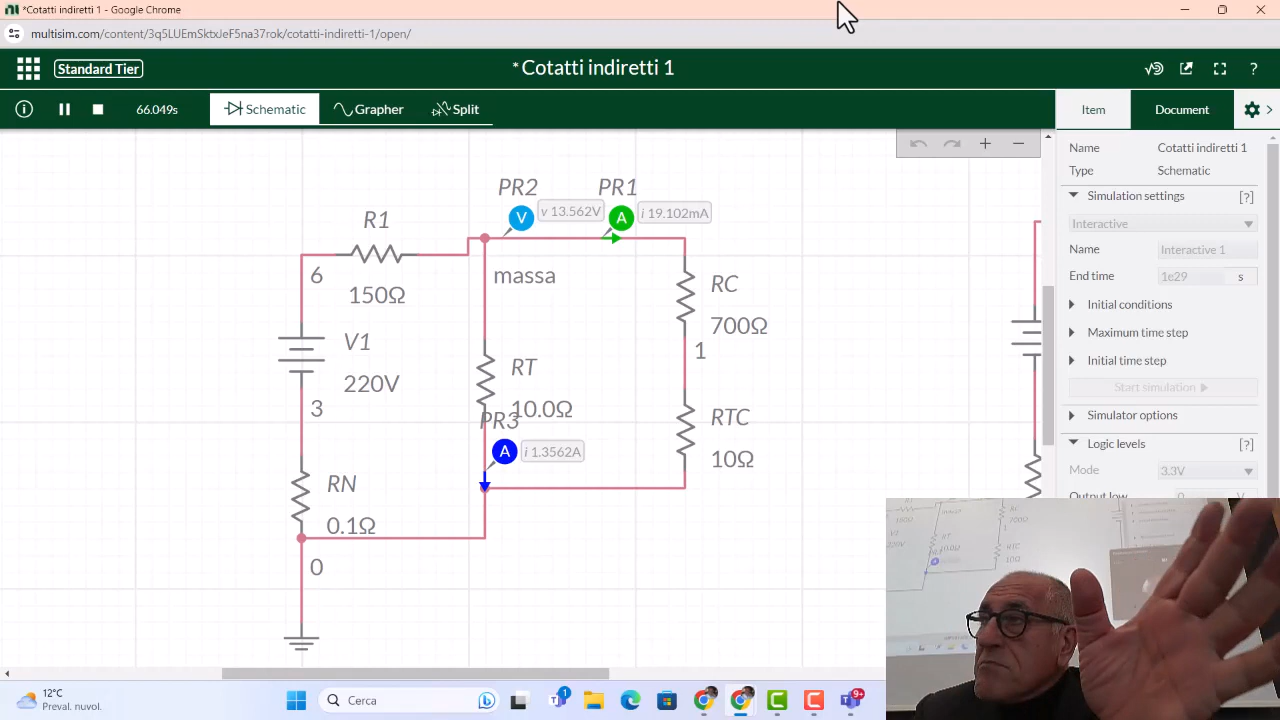 *Cotatti indiretti 1 - Google Chrome
multisim.com/content/3q5LUEmSktxJeF5na37rok/cotatti-indiretti-1/open/
Standard Tier
*Cotatti indiretti 1
66.049s
Schematic
Grapher
Split
Item
Document
Name
Cotatti indiretti 1
Type
Schematic
Simulation settings
[?]
Interactive
Name
Interactive 1
End time
1e29
s
Initial conditions
Maximum time step
Initial time step
Start simulation
Simulator options
Logic levels
[?]
Mode
3.3V
PR2
PR1
V
v 13.562V
A
i 19.102mA
R1
6
150Ω
massa
RC
700Ω
1
V1
220V
3
RT
10.0Ω
PR3
A
i 1.3562A
RTC
10Ω
RN
0.1Ω
0
12°C
Preval. nuvol.
Cerca
1
9+